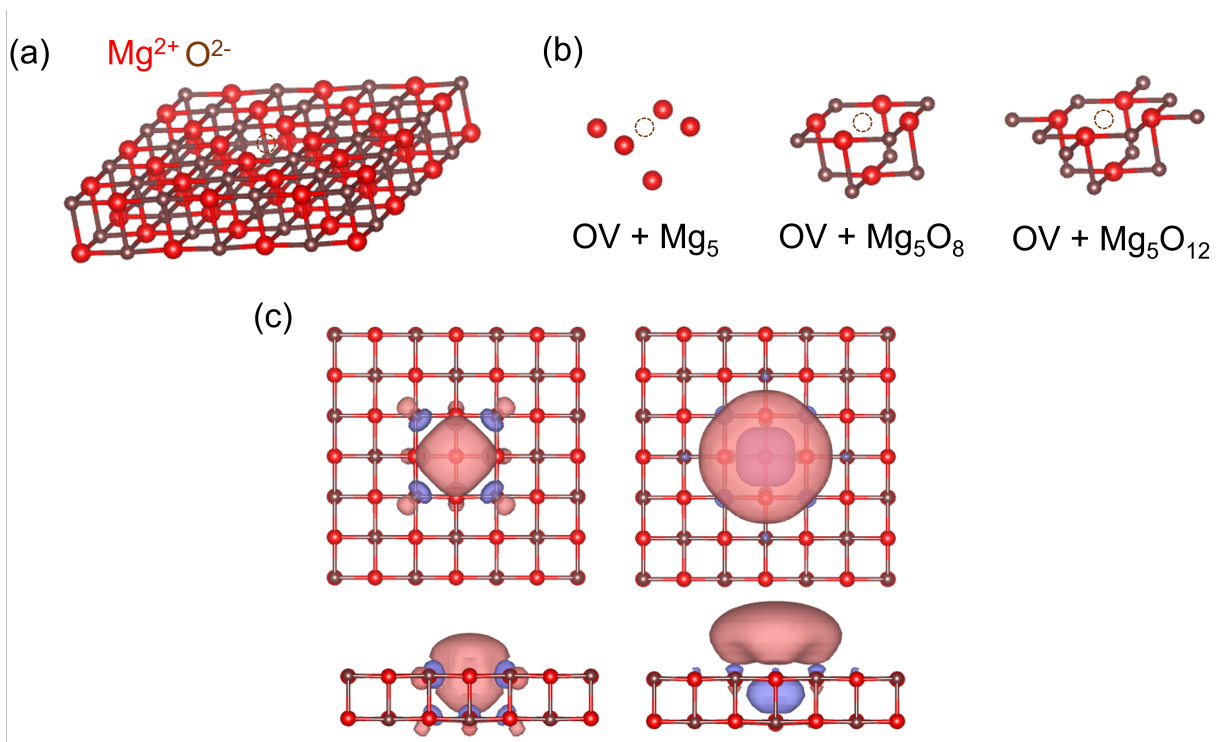 (a)
Mg²⁺ O²⁻
(b)
OV + Mg₅
OV + Mg₅O₈
OV + Mg₅O₁₂
(c)